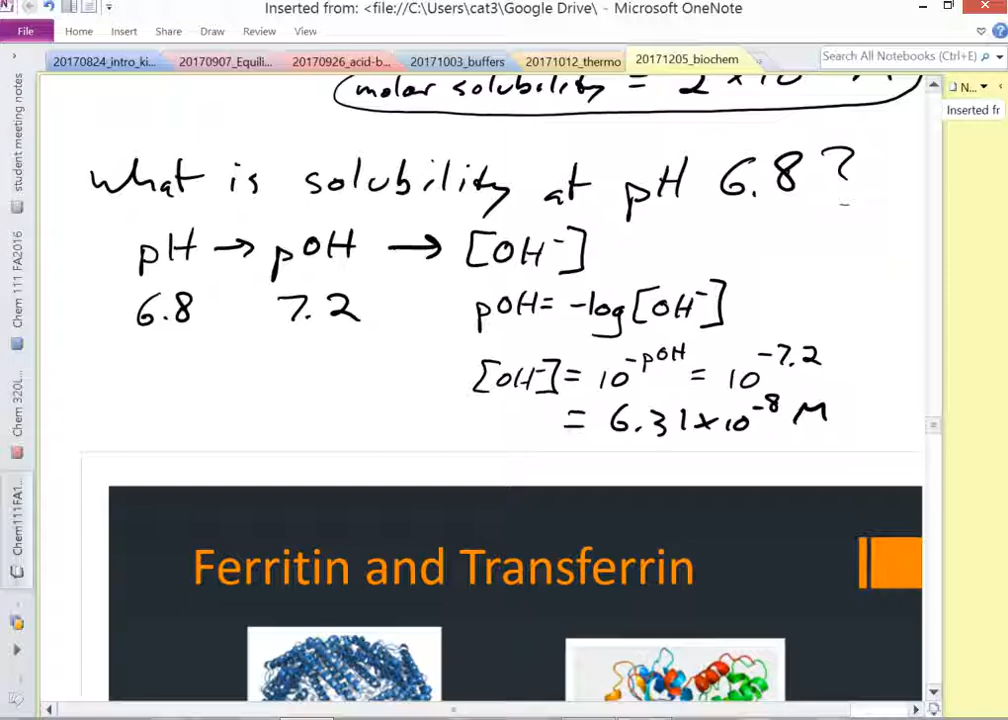 Inserted from: <file://C:\Users\cat3\Google Drive\ - Microsoft OneNote
File Home Insert Share Draw Review View
20170824_intro_ki... 20170907_Equili... 20170926_acid-b... 20171003_buffers 20171012_thermo 20171205_biochem
Search All Notebooks (Ctrl+E)
N...
Inserted fr
student meeting notes
Chem 111 FA2016
Chem 320L
Chem111FA1
molar solubility = 2 × 10 M
What is solubility at pH 6.8?
pH → pOH → [OH⁻]
6.8 7.2 pOH = -log[OH⁻]
[OH⁻] = 10^-pOH = 10^-7.2
= 6.31 × 10^-8 M
Ferritin and Transferrin